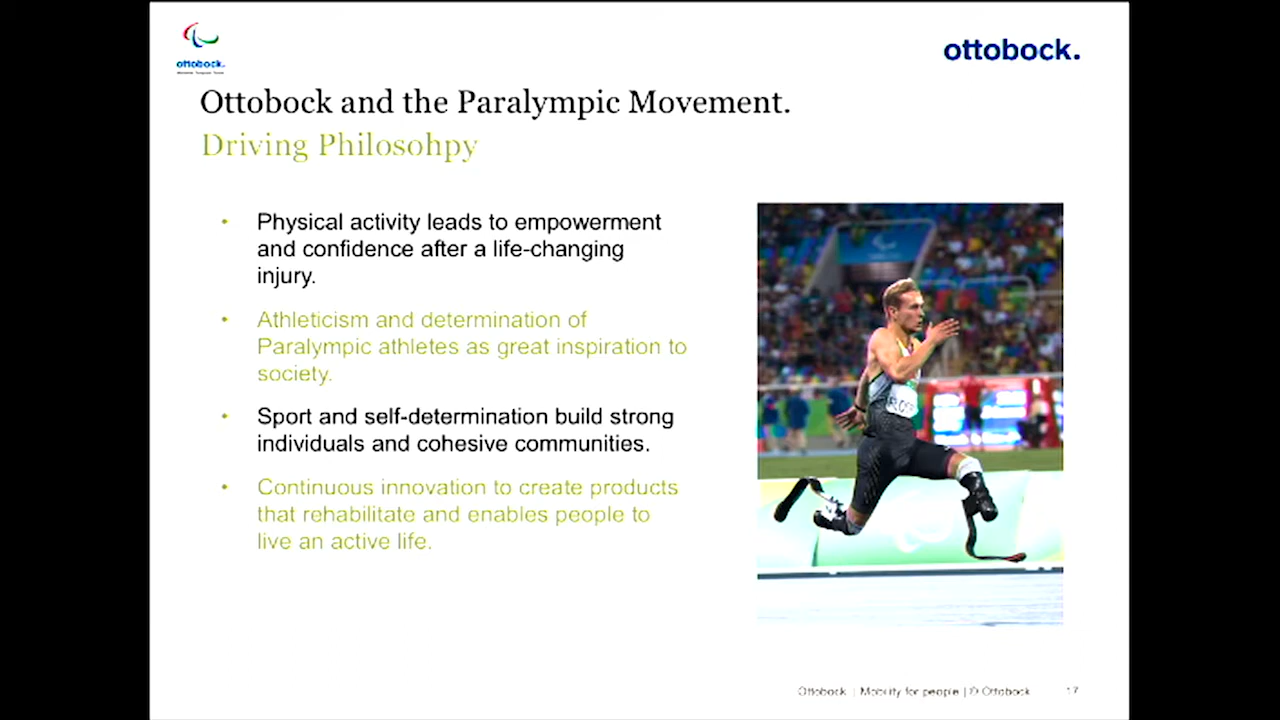 ottobock.
ottobock.
Ottobock and the Paralympic Movement.
Driving Philosohpy
• Physical activity leads to empowerment
and confidence after a life-changing
injury.
• Athleticism and determination of
Paralympic athletes as great inspiration to
society.
• Sport and self-determination build strong
individuals and cohesive communities.
• Continuous innovation to create products
that rehabilitate and enables people to
live an active life.
Ottobock | Mobility for people | © Ottobock 17